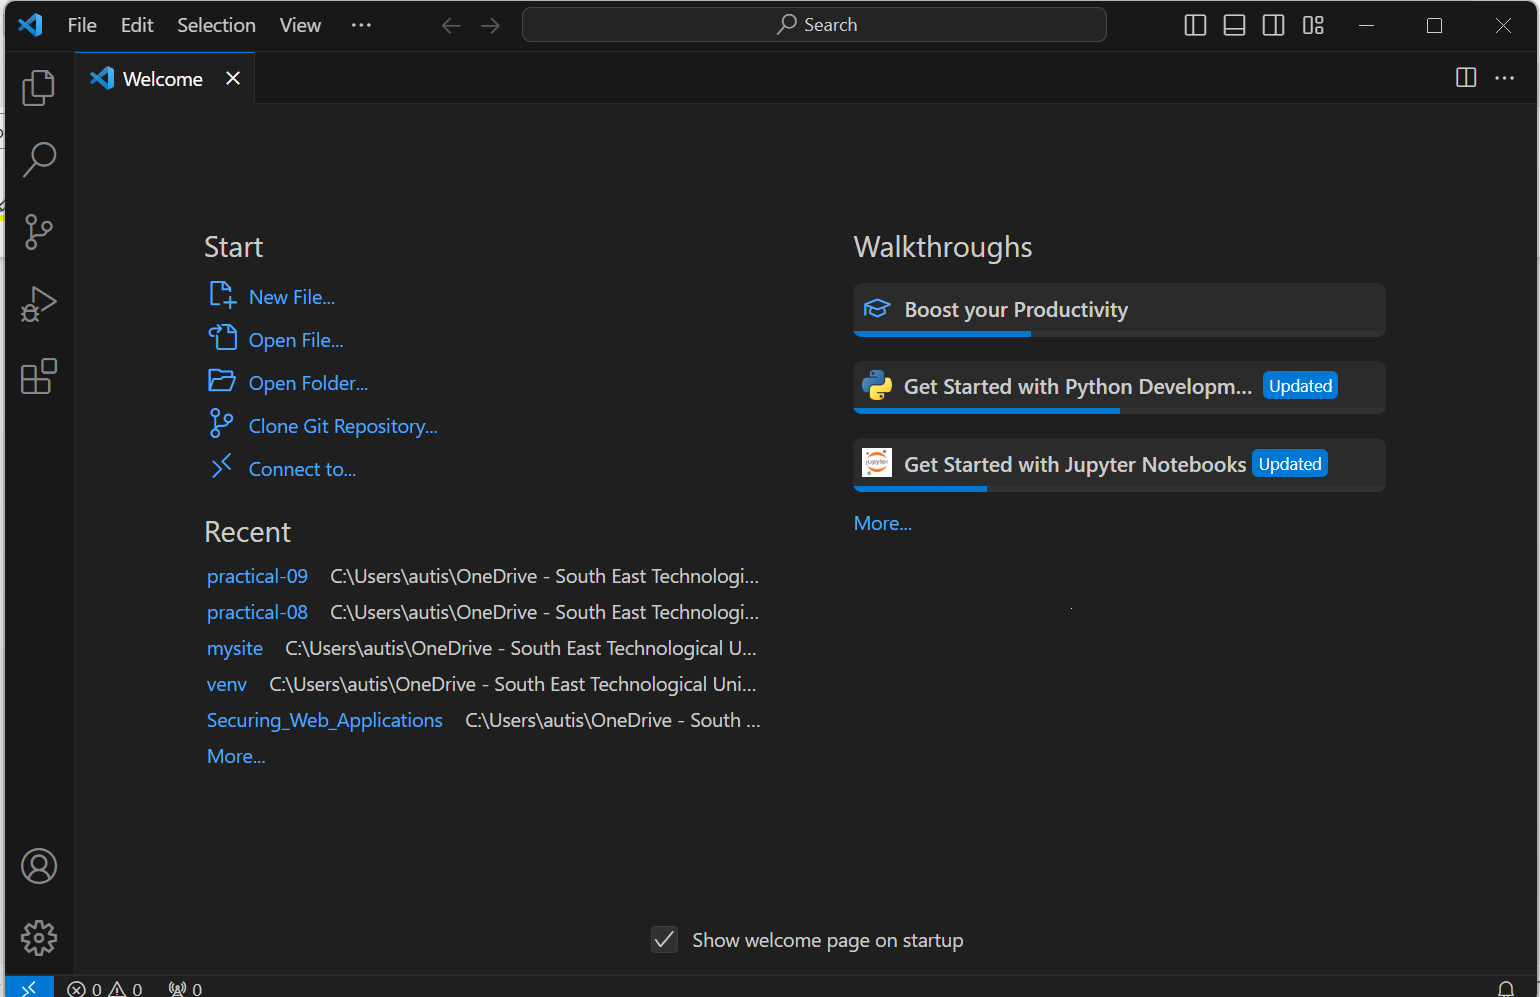 File Edit Selection View ··· Search
Welcome
Start
New File...
Open File...
Open Folder...
Clone Git Repository...
Connect to...
Recent
practical-09 C:\Users\autis\OneDrive - South East Technologi...
practical-08 C:\Users\autis\OneDrive - South East Technologi...
mysite C:\Users\autis\OneDrive - South East Technological U...
venv C:\Users\autis\OneDrive - South East Technological Uni...
Securing_Web_Applications C:\Users\autis\OneDrive - South ...
More...
Walkthroughs
Boost your Productivity
Get Started with Python Developm... Updated
Get Started with Jupyter Notebooks Updated
More...
Show welcome page on startup
0 0 0